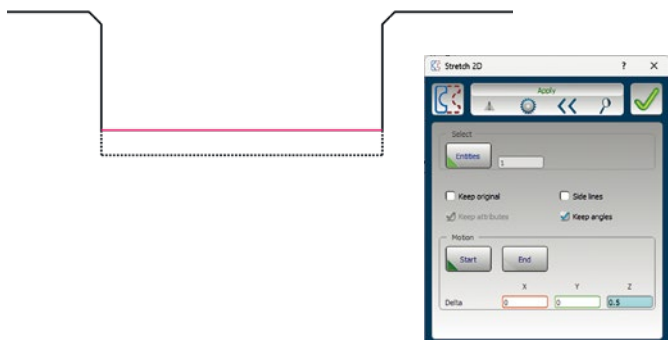 Stretch 2D ? X
Apply
Select
Entities 1
Keep original Side lines
Keep attributes Keep angles
Motion
Start End
X Y Z
Delta 0 0 0.5